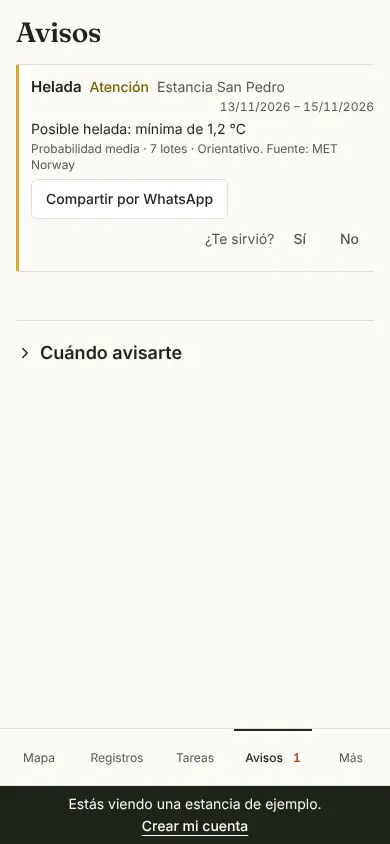 Avisos
Helada Atención Estancia San Pedro
13/11/2026 – 15/11/2026
Posible helada: mínima de 1,2 °C
Probabilidad media · 7 lotes · Orientativo. Fuente: MET
Norway
Compartir por WhatsApp
¿Te sirvió? Sí No
Cuándo avisarte
Mapa Registros Tareas Avisos 1 Más
Estás viendo una estancia de ejemplo.
Crear mi cuenta